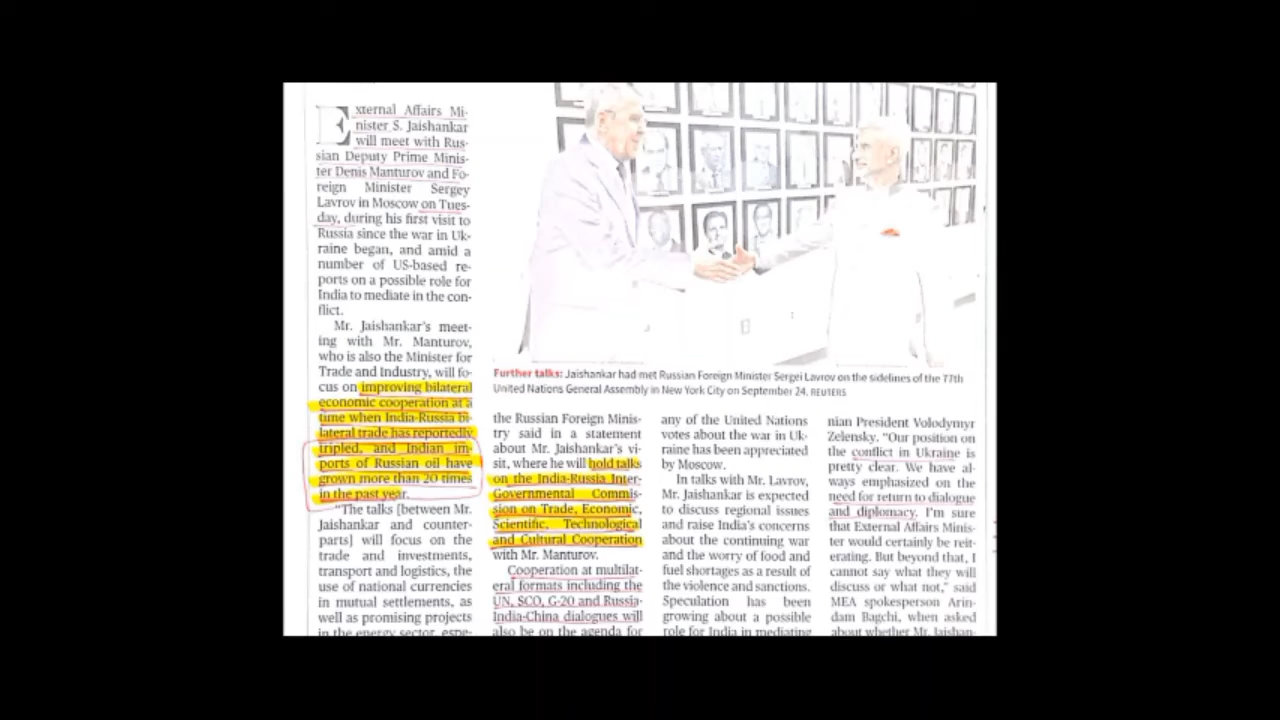 External Affairs Mi-
nister S. Jaishankar
will meet with Rus-
sian Deputy Prime Minis-
ter Denis Manturov and Fo-
reign Minister Sergey
Lavrov in Moscow on Tues-
day, during his first visit to
Russia since the war in Uk-
raine began, and amid a
number of US-based re-
ports on a possible role for
India to mediate in the con-
flict.
Mr. Jaishankar's meet-
ing with Mr. Manturov,
who is also the Minister for
Trade and Industry, will fo-
cus on improving bilateral
economic cooperation at a
time when India-Russia bi-
lateral trade has reportedly
tripled, and Indian im-
ports of Russian oil have
grown more than 20 times
in the past year.
"The talks [between Mr.
Jaishankar and counter-
parts] will focus on the
trade and investments,
transport and logistics, the
use of national currencies
in mutual settlements, as
well as promising projects
in the energy sector, espe-
Further talks: Jaishankar had met Russian Foreign Minister Sergei Lavrov on the sidelines of the 77th
United Nations General Assembly in New York City on September 24. REUTERS
the Russian Foreign Minis-
try said in a statement
about Mr. Jaishankar's vi-
sit, where he will hold talks
on the India-Russia Inter-
Governmental Commis-
sion on Trade, Economic,
Scientific, Technological
and Cultural Cooperation
with Mr. Manturov.
Cooperation at multilat-
eral formats including the
UN, SCO, G-20 and Russia-
India-China dialogues will
also be on the agenda for
any of the United Nations
votes about the war in Uk-
raine has been appreciated
by Moscow.
In talks with Mr. Lavrov,
Mr. Jaishankar is expected
to discuss regional issues
and raise India's concerns
about the continuing war
and the worry of food and
fuel shortages as a result of
the violence and sanctions.
Speculation has been
growing about a possible
role for India in mediating
nian President Volodymyr
Zelensky. "Our position on
the conflict in Ukraine is
pretty clear. We have al-
ways emphasized on the
need for return to dialogue
and diplomacy. I'm sure
that External Affairs Minis-
ter would certainly be reit-
erating. But beyond that, I
cannot say what they will
discuss or what not," said
MEA spokesperson Arin-
dam Bagchi, when asked
about whether Mr. Jaishan-